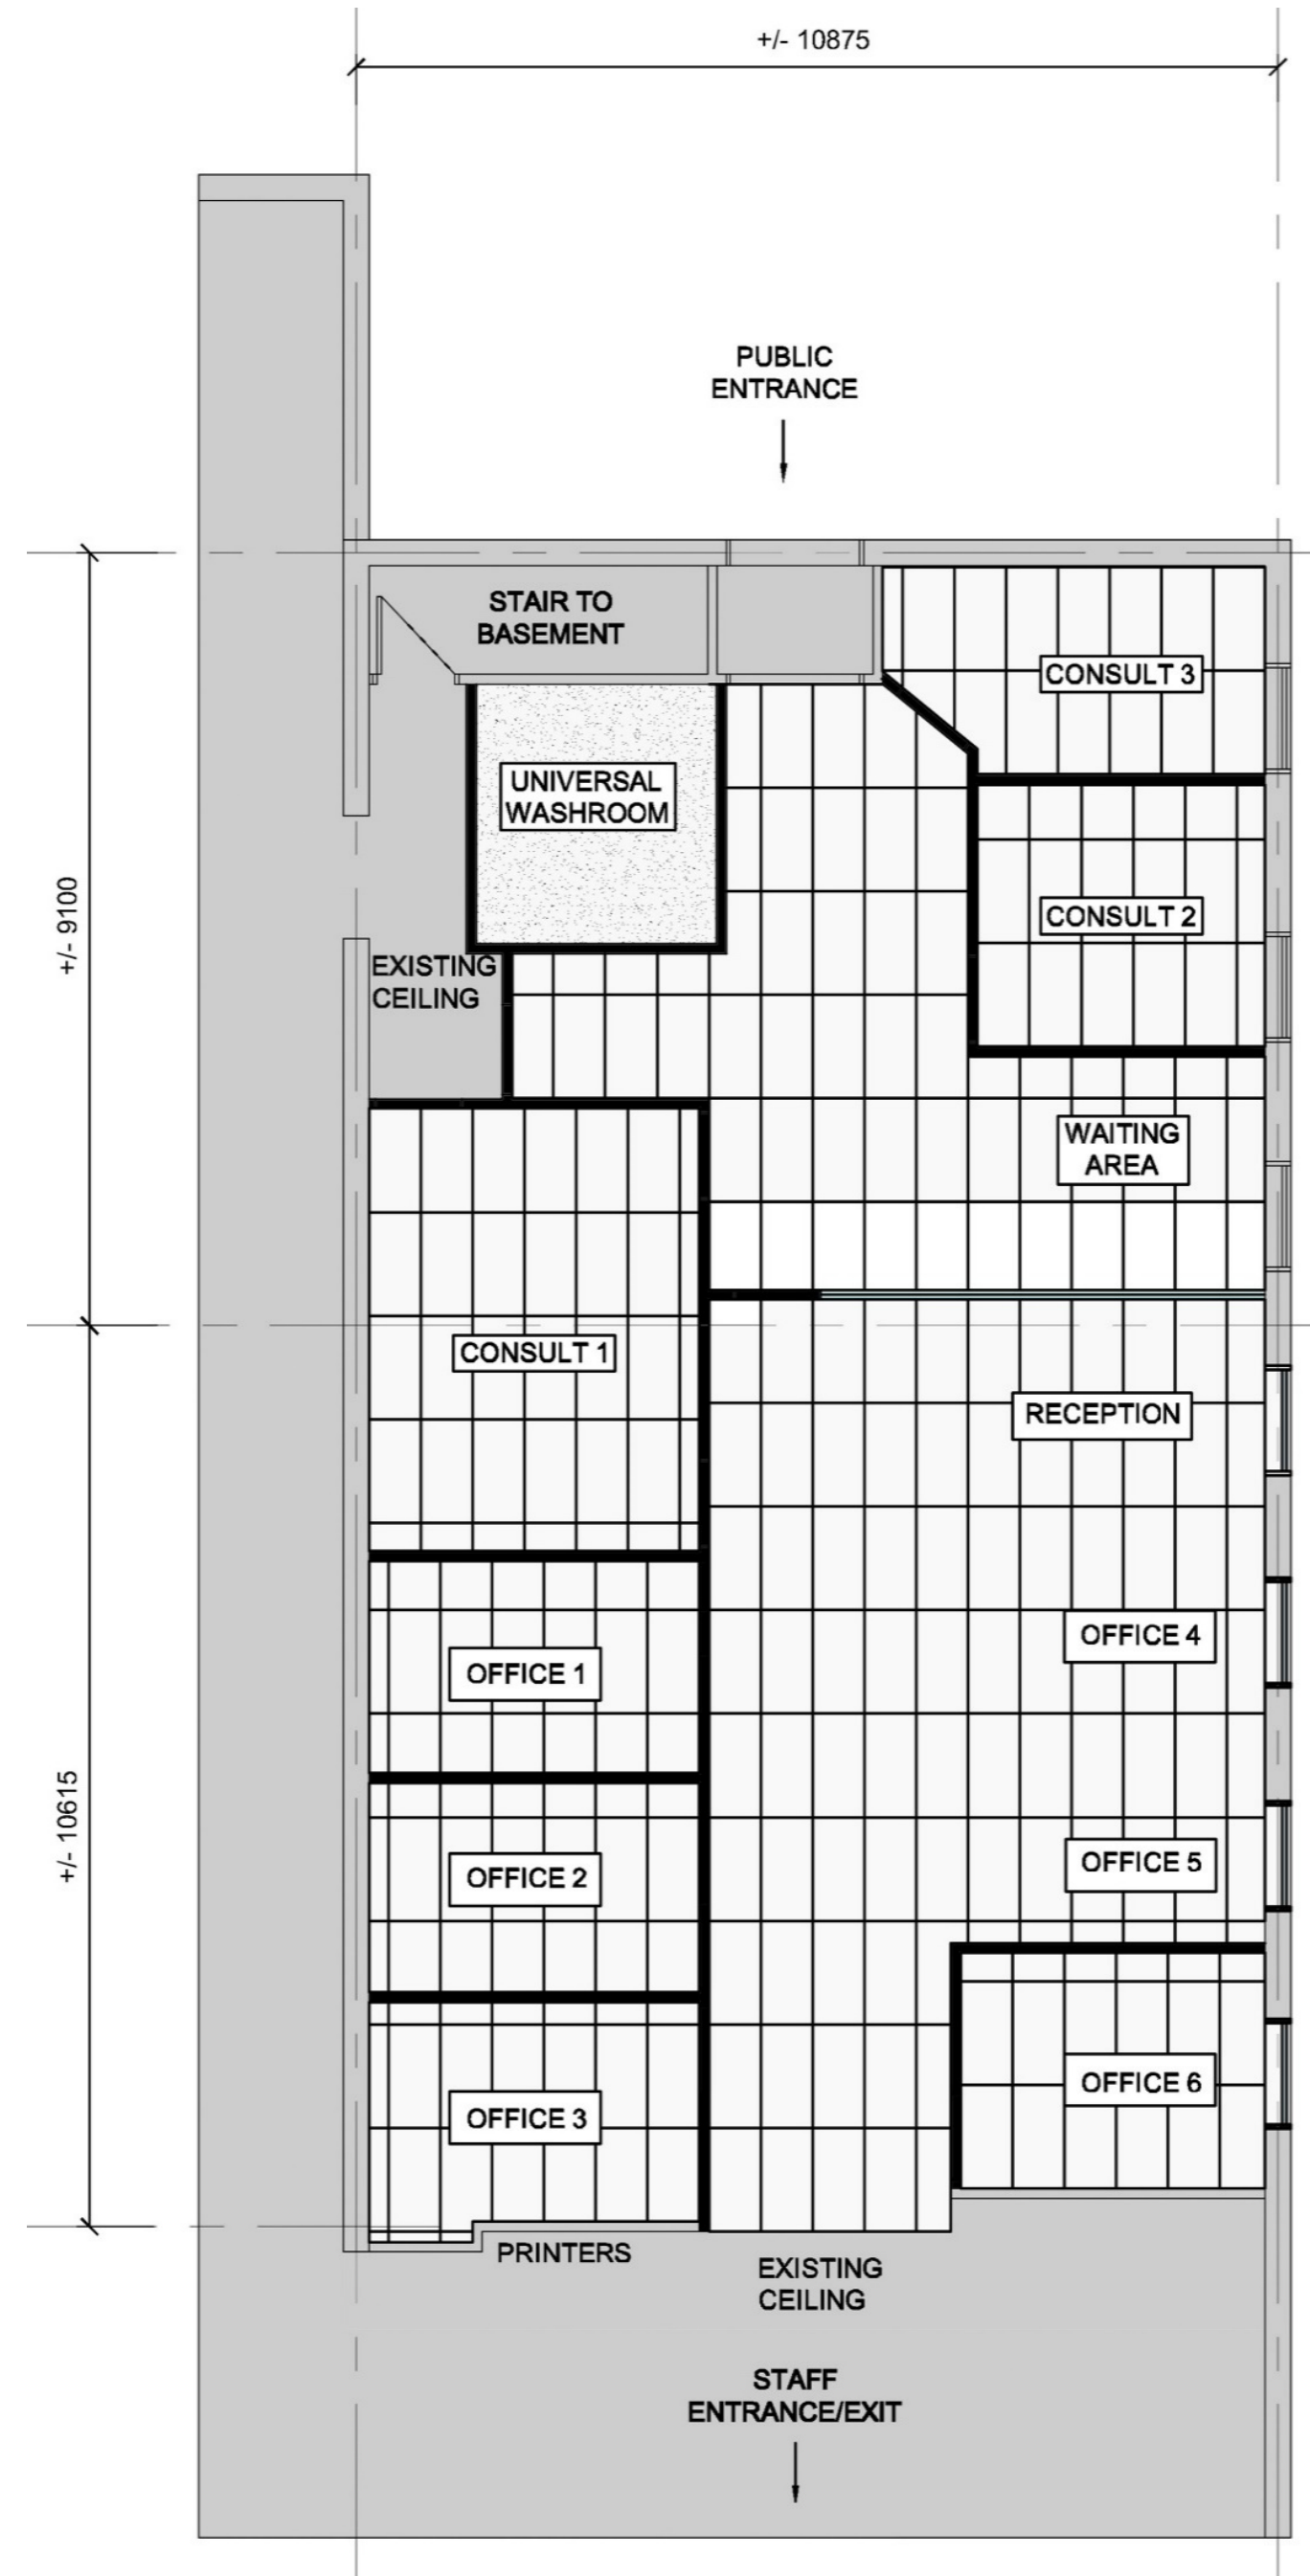 +/- 10875
PUBLIC
ENTRANCE
STAIR TO
BASEMENT
CONSULT 3
UNIVERSAL
WASHROOM
CONSULT 2
+/- 9100
EXISTING
CEILING
WAITING
AREA
CONSULT 1
RECEPTION
OFFICE 4
OFFICE 1
+/- 10615
OFFICE 5
OFFICE 2
OFFICE 6
OFFICE 3
PRINTERS
EXISTING
CEILING
STAFF
ENTRANCE/EXIT